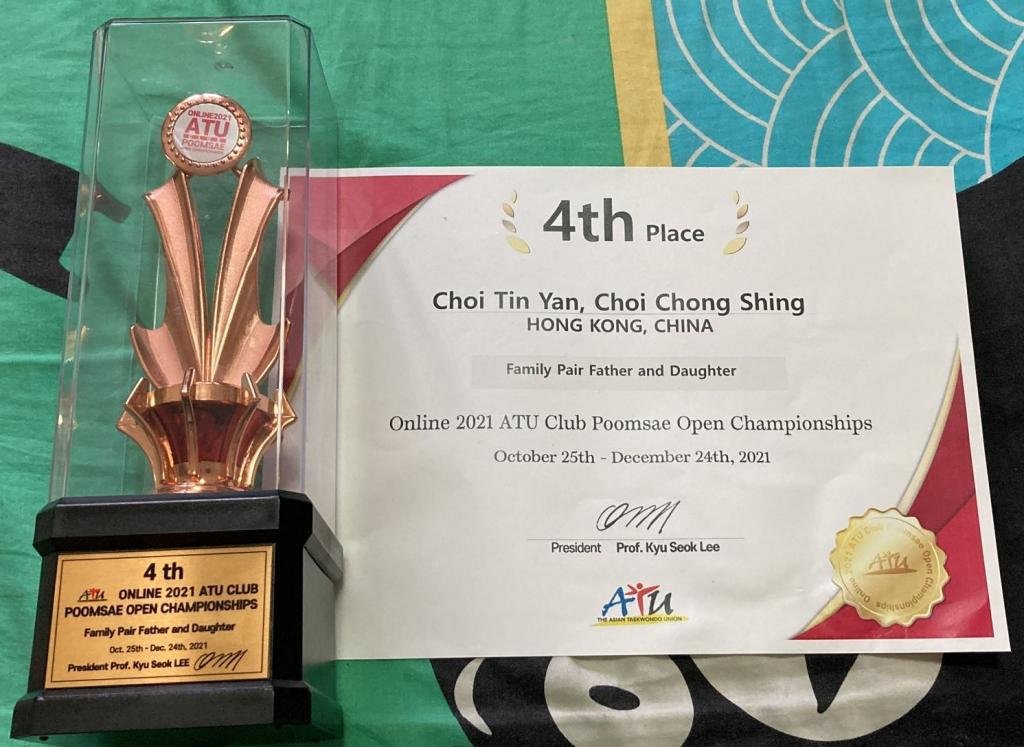 ONLINE2021
ATU
POOMSAE
OPEN CHAMPIONSHIPS
4 th
ATU ONLINE 2021 ATU CLUB
POOMSAE OPEN CHAMPIONSHIPS
Family Pair Father and Daughter
Oct. 25th - Dec. 24th, 2021
President Prof. Kyu Seok LEE
4th Place
Choi Tin Yan, Choi Chong Shing
HONG KONG, CHINA
Family Pair Father and Daughter
Online 2021 ATU Club Poomsae Open Championships
October 25th - December 24th, 2021
President Prof. Kyu Seok Lee
ATU
THE ASIAN TAEKWONDO UNION
Online 2021 ATU Club Poomsae Open Championships
ATU